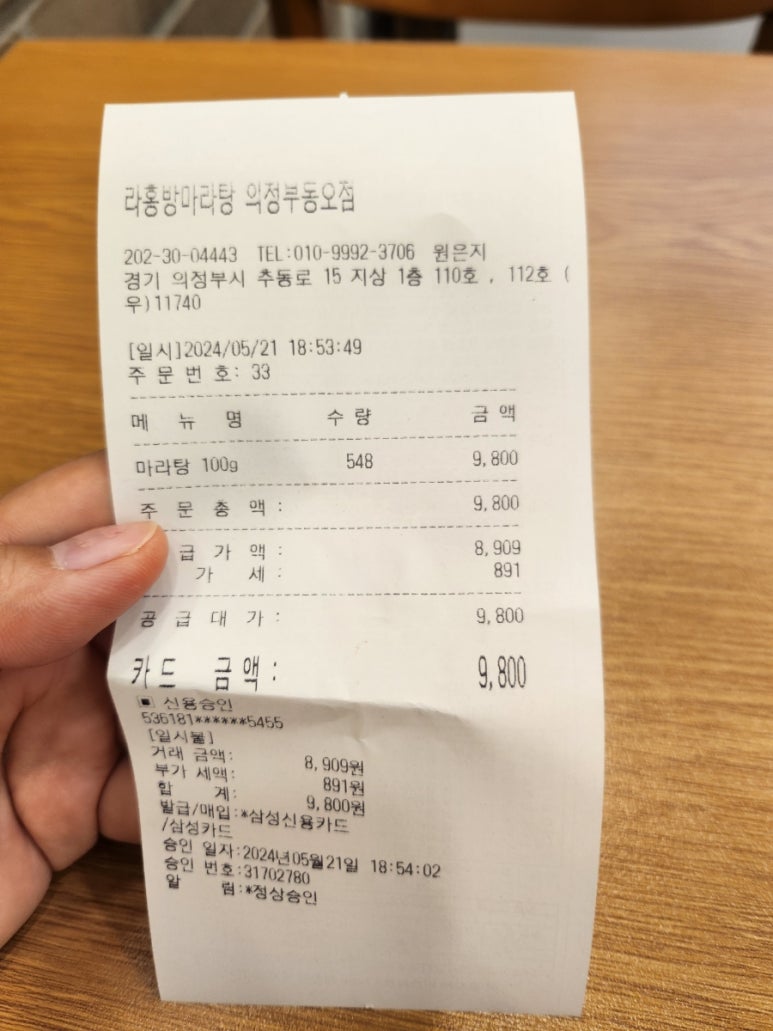 라홍방마라탕 의정부동오점
202-30-04443 TEL:010-9992-3706 원은지
경기 의정부시 추동로 15 지상 1층 110호 , 112호 (
우)11740
[일시]2024/05/21 18:53:49
주 문 번 호: 33
메 뉴 명 수 량 금 액
마라탕 100g 548 9,800
주 문 총 액 : 9,800
급 가 액 : 8,909
가 세 : 891
공 급 대 가 : 9,800
카 드 금 액 : 9,800
▣ 신용승인
536181******5455
[일시불]
거래 금액: 8,909원
부가 세액: 891원
합 계: 9,800원
발급/매입:*삼성신용카드
/삼성카드
승인 일자:2024년05월21일 18:54:02
승인 번호:31702780
알 림:*정상승인